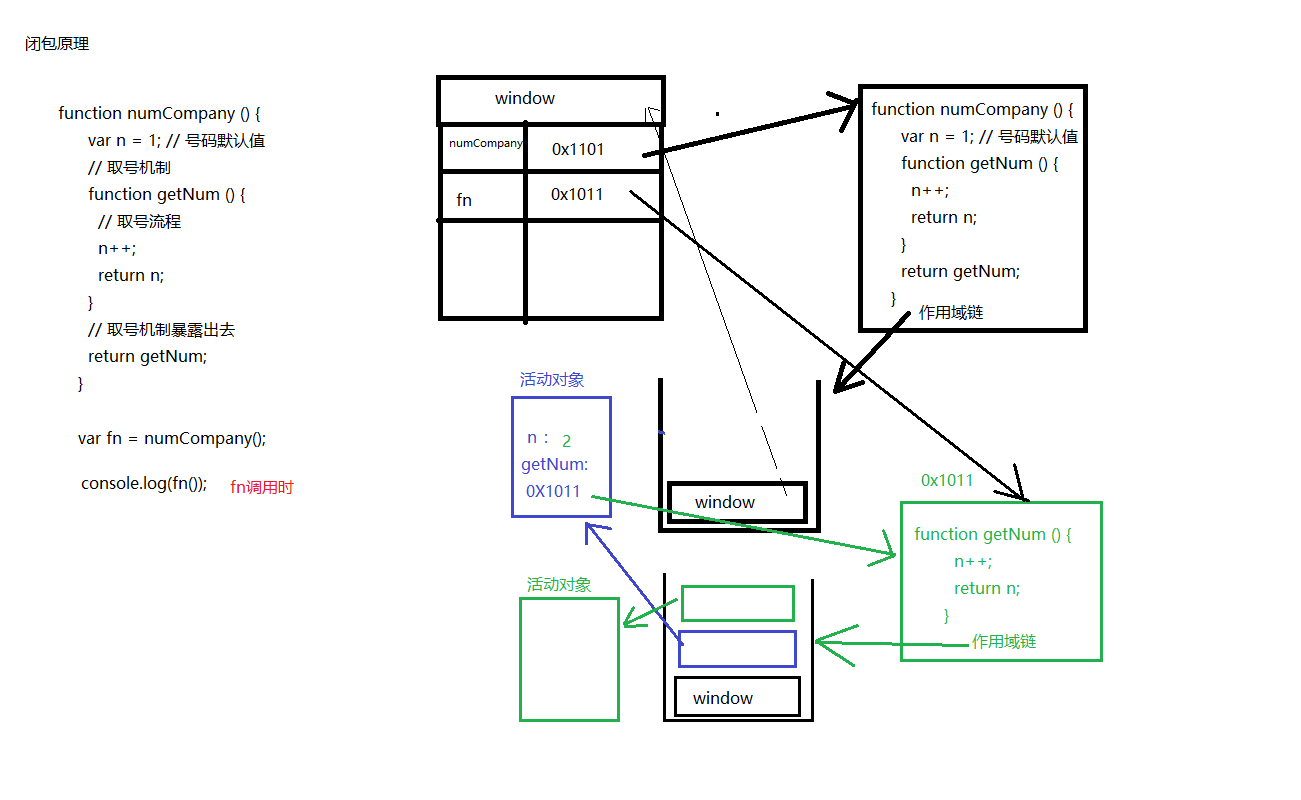 闭包原理
function numCompany () {
var n = 1; // 号码默认值
// 取号机制
function getNum () {
// 取号流程
n++;
return n;
}
// 取号机制暴露出去
return getNum;
}
var fn = numCompany();
console.log(fn()); fn调用时
window
numCompany 0x1101
fn 0x1011
function numCompany () {
var n = 1; // 号码默认值
function getNum () {
n++;
return n;
}
return getNum;
}
作用域链
活动对象
n : 2
getNum:
0X1011
window
0x1011
function getNum () {
n++;
return n;
}
作用域链
活动对象
window